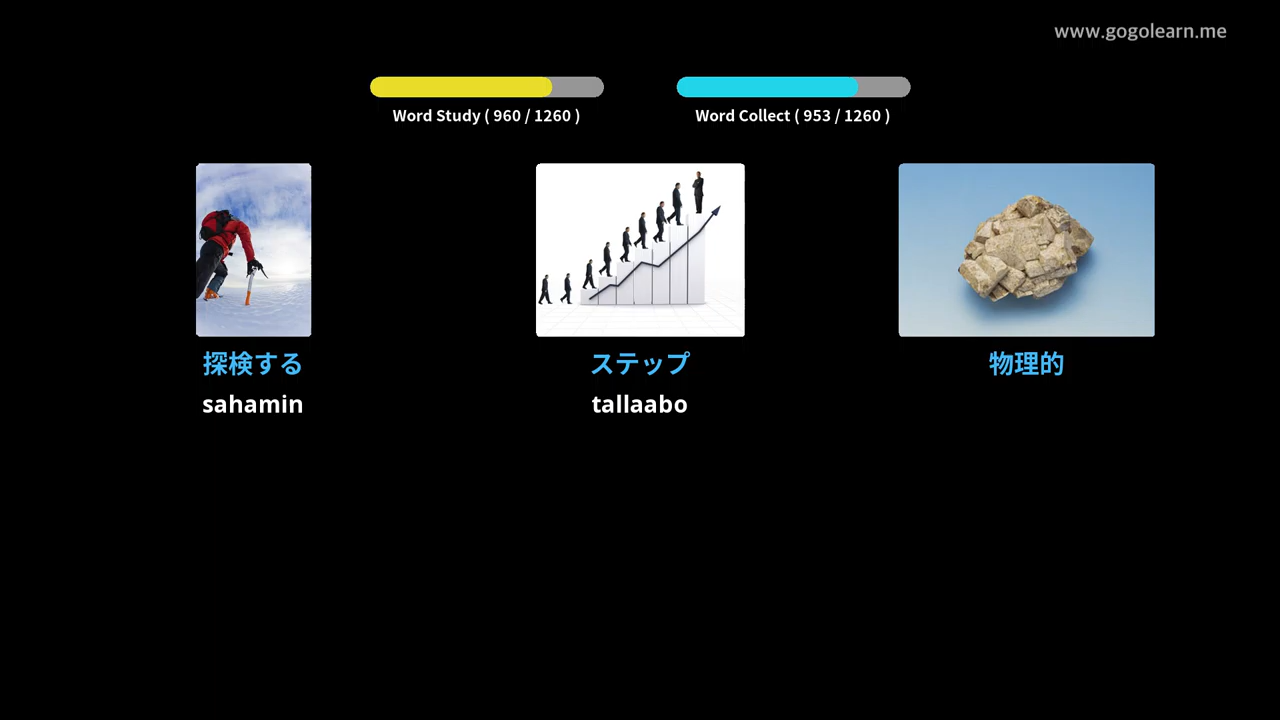 www.gogolearn.me
Word Study ( 960 / 1260 )
Word Collect ( 953 / 1260 )
探検する
sahamin
ステップ
tallaabo
物理的